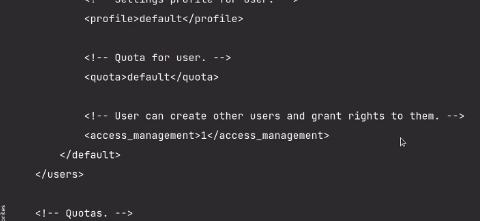 <!-- Settings profile for user. -->
<profile>default</profile>
<!-- Quota for user. -->
<quota>default</quota>
<!-- User can create other users and grant rights to them. -->
<access_management>1</access_management>
</default>
</users>
<!-- Quotas. -->